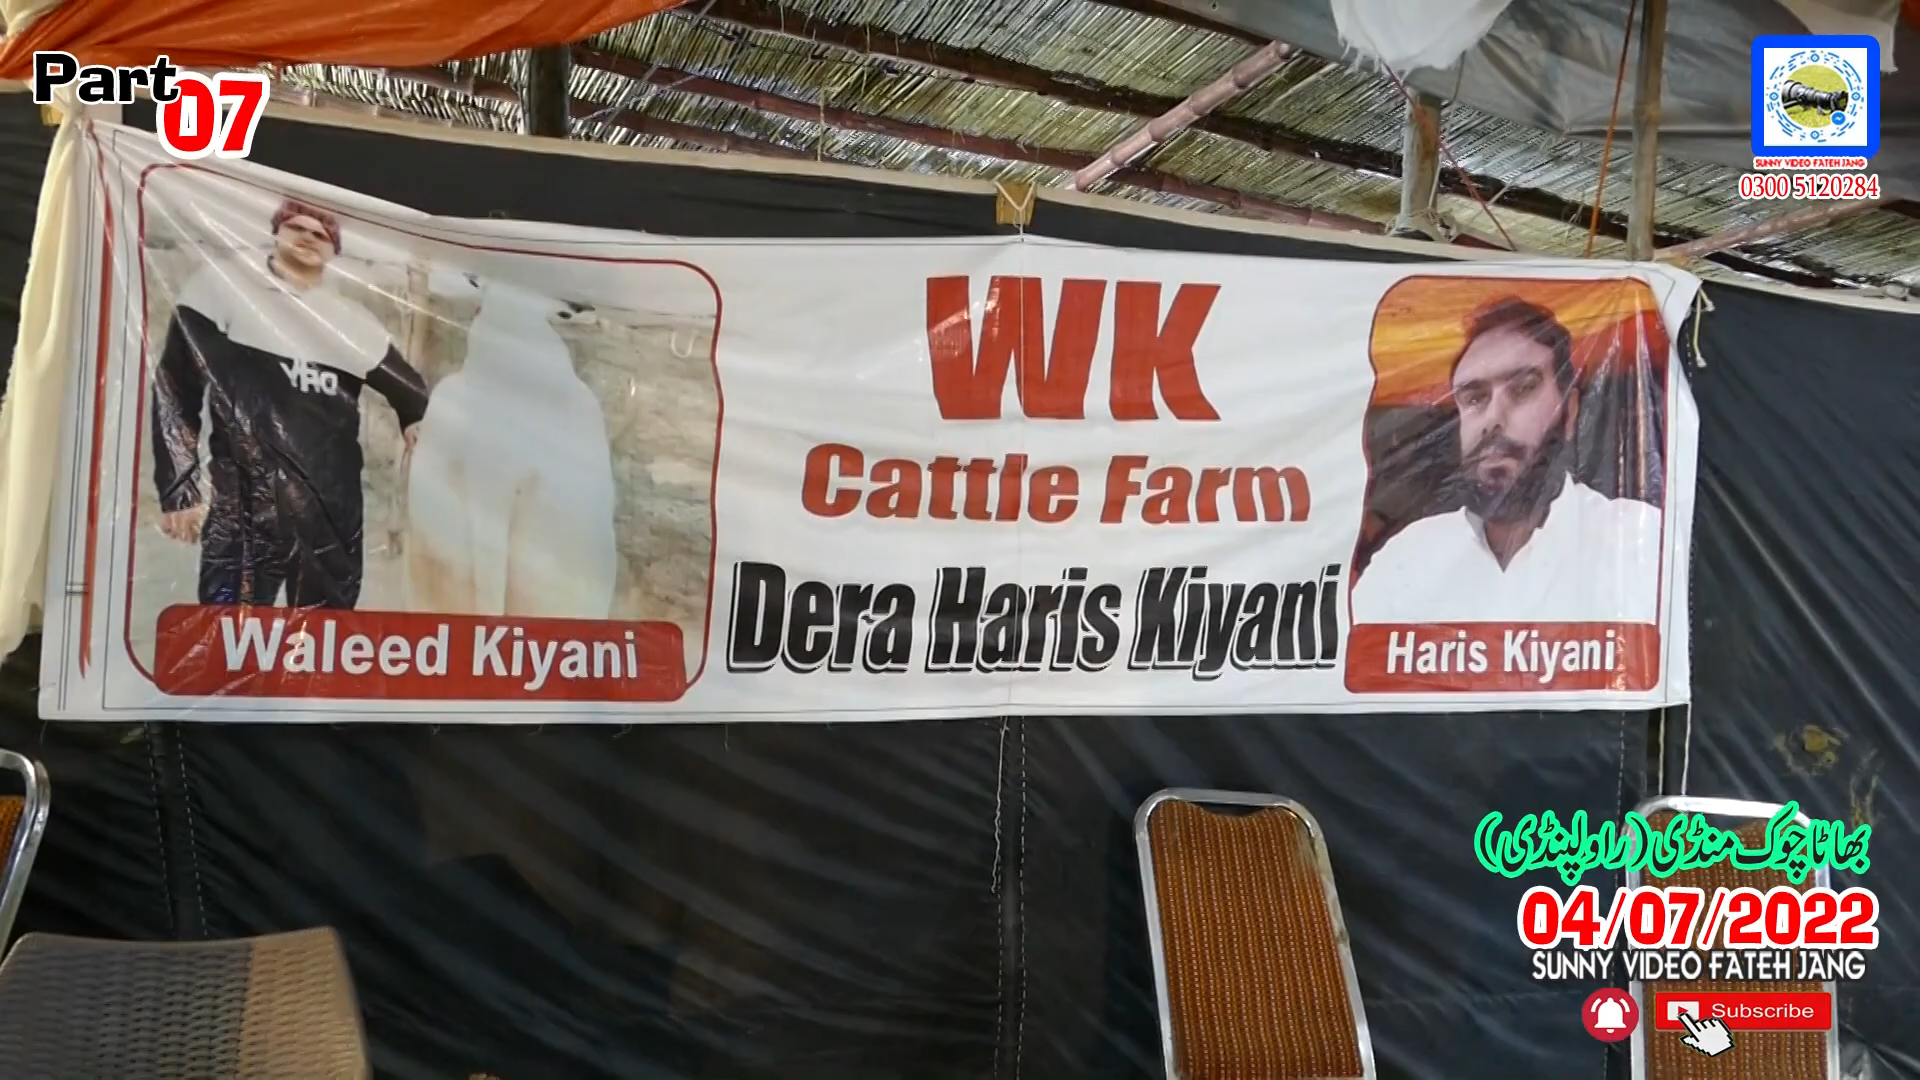 Part 07
SUNNY VIDEO FATEH JANG
0300 5120284
WK
Cattle Farm
Dera Haris Kiyani
Waleed Kiyani
Haris Kiyani
بھاٹا چوک منڈی (راولپنڈی)
04/07/2022
SUNNY VIDEO FATEH JANG
Subscribe